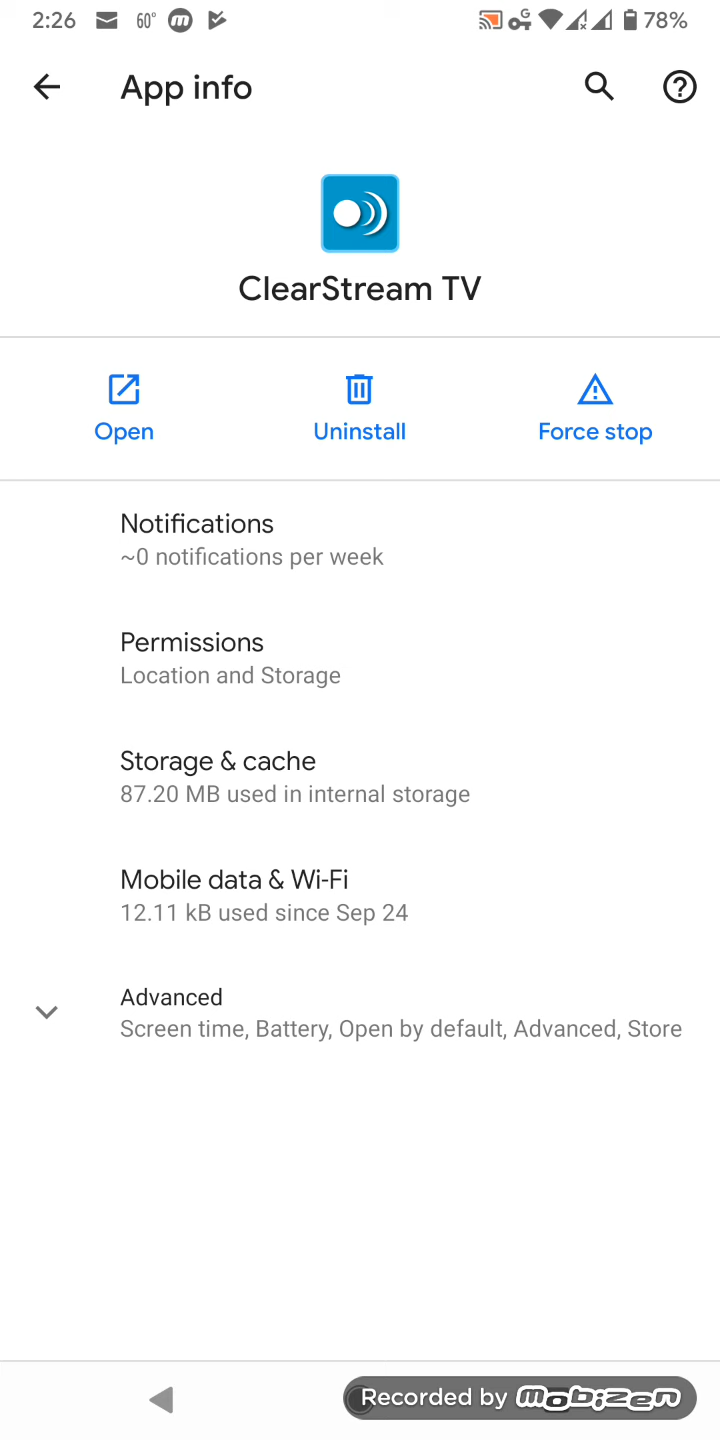 2:26 60° 78%
App info
ClearStream TV
Open Uninstall Force stop
Notifications
~0 notifications per week
Permissions
Location and Storage
Storage & cache
87.20 MB used in internal storage
Mobile data & Wi-Fi
12.11 kB used since Sep 24
Advanced
Screen time, Battery, Open by default, Advanced, Store
Recorded by mobizen